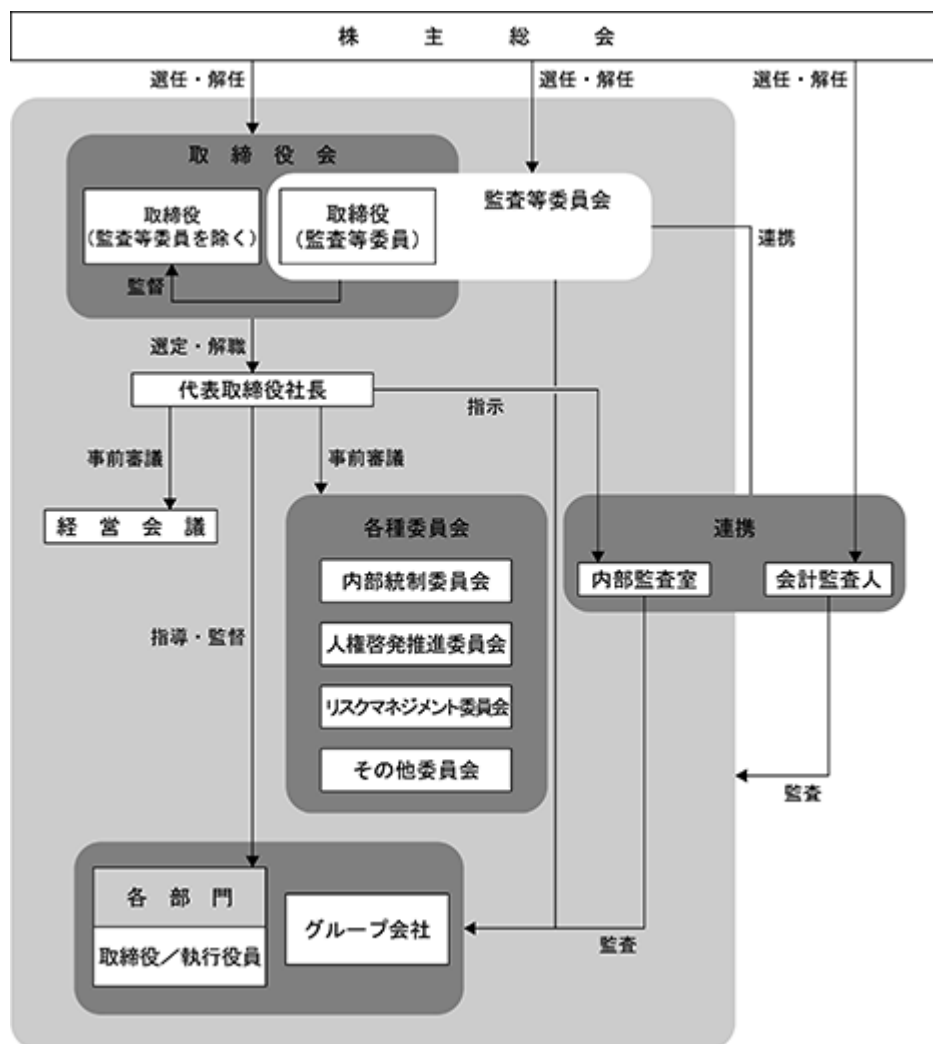 株主総会
選任・解任
選任・解任
選任・解任
取締役会
監査等委員会
取締役
(監査等委員を除く)
取締役
(監査等委員)
連携
監督
選定・解職
代表取締役社長
指示
事前審議
事前審議
経営会議
各種委員会
連携
内部統制委員会
内部監査室
会計監査人
人権啓発推進委員会
指導・監督
リスクマネジメント委員会
その他委員会
監査
各部門
取締役／執行役員
グループ会社
監査